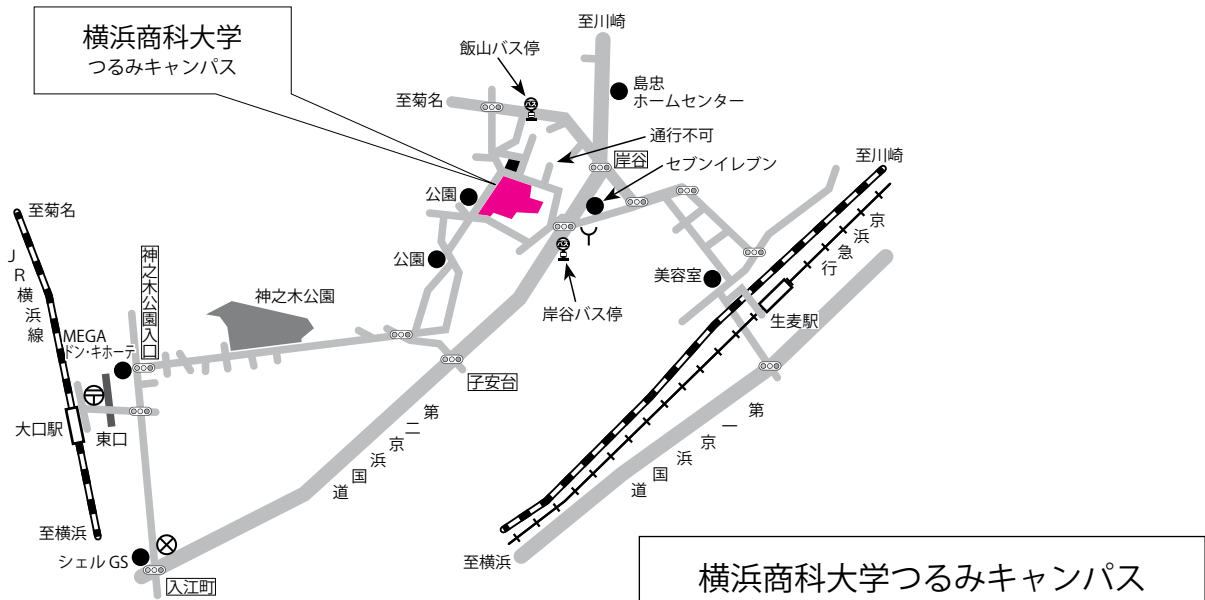 横浜商科大学
つるみキャンパス
至川崎
飯山バス停
島忠
ホームセンター
至菊名
通行不可
岸谷
セブンイレブン
至川崎
公園
京浜急行
至菊名
公園
美容室
JR横浜線
神之木公園入口
神之木公園
岸谷バス停
生麦駅
MEGA
ドン・キホーテ
子安台
大口駅
東口
第二京浜国道
第一京浜国道
至横浜
至横浜
シェル GS
入江町
横浜商科大学つるみキャンパス